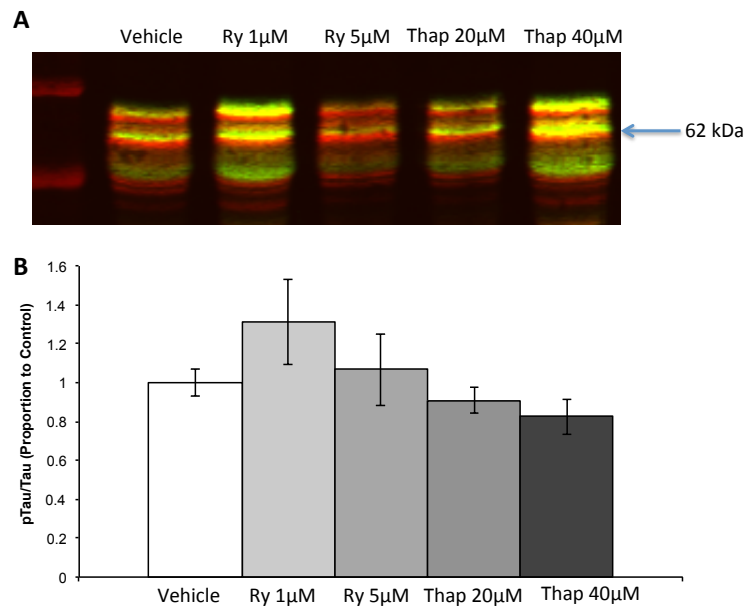 A
Vehicle Ry 1μM Ry 5μM Thap 20μM Thap 40μM
62 kDa
B
pTau/Tau (Proportion to Control)
1.6
1.4
1.2
1
0.8
0.6
0.4
0.2
0
Vehicle Ry 1μM Ry 5μM Thap 20μM Thap 40μM